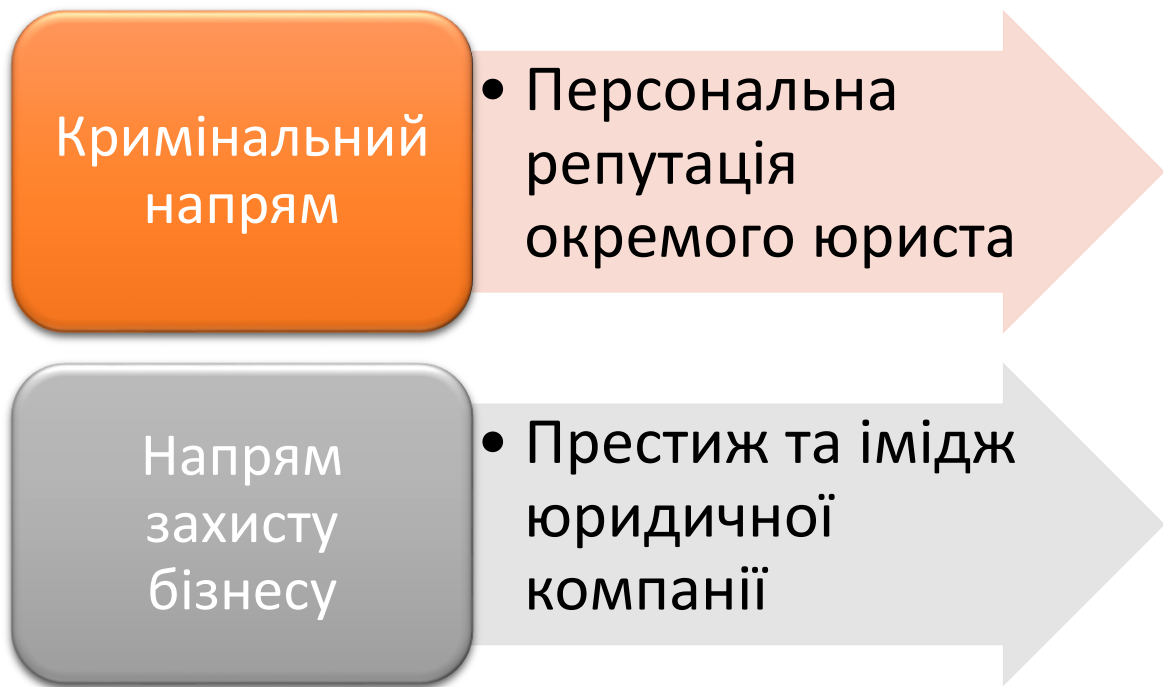 Кримінальний
напрям
• Персональна
репутація
окремого юриста
Напрям
захисту
бізнесу
• Престиж та імідж
юридичної
компанії